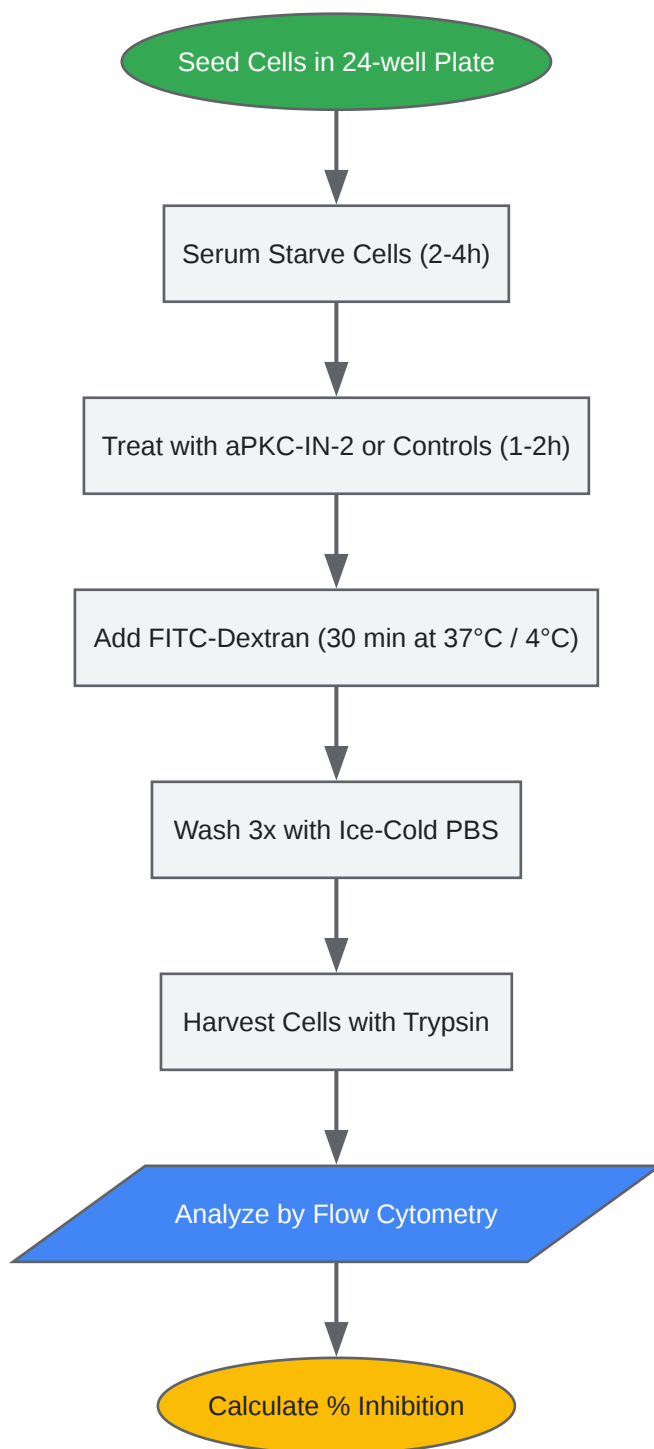 Seed Cells in 24-well Plate
Serum Starve Cells (2-4h)
Treat with aPKC-IN-2 or Controls (1-2h)
Add FITC-Dextran (30 min at 37°C / 4°C)
Wash 3x with Ice-Cold PBS
Harvest Cells with Trypsin
Analyze by Flow Cytometry
Calculate % Inhibition